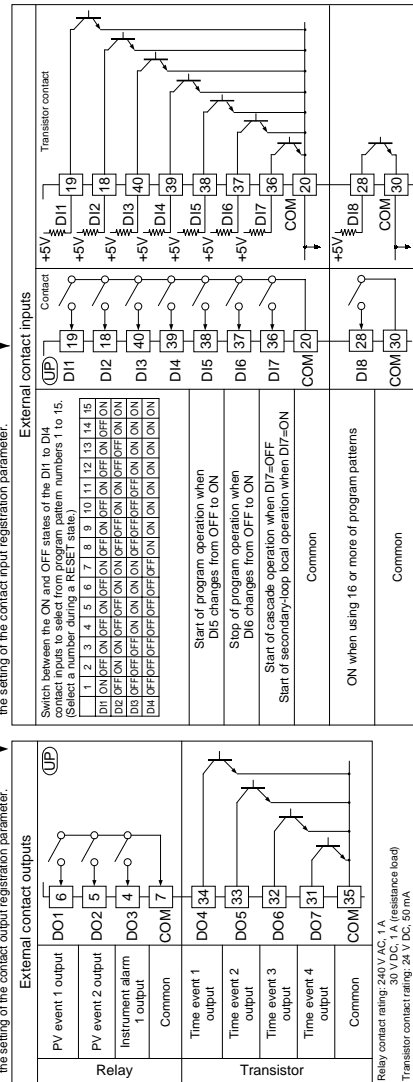 the setting of the contact output registration parameter.
External contact outputs
UP
Relay
PV event 1 output
DO1
6
PV event 2 output
DO2
5
Instrument alarm
1 output
DO3
4
Common
COM
7
Transistor
Time event 1
output
DO4
34
Time event 2
output
DO5
33
Time event 3
output
DO6
32
Time event 4
output
DO7
31
Common
COM
35
Relay contact rating: 240 V AC, 1 A
30 V DC, 1 A (resistance load)
Transistor contact rating: 24 V DC, 50 mA
the setting of the contact input registration parameter.
External contact inputs
Switch between the ON and OFF states of the DI1 to DI4
contact inputs to select from program pattern numbers 1 to 15.
(Select a number during a RESET state.)
1 2 3 4 5 6 7 8 9 10 11 12 13 14 15
DI1 ON OFF ON OFF ON OFF ON OFF ON OFF ON OFF ON OFF ON
DI2 OFF ON ON OFF OFF ON ON OFF OFF ON ON OFF OFF ON ON
DI3 OFF OFF OFF ON ON ON ON OFF OFF OFF OFF ON ON ON ON
DI4 OFF OFF OFF OFF OFF OFF OFF ON ON ON ON ON ON ON ON
Start of program operation when
DI5 changes from OFF to ON
Stop of program operation when
DI6 changes from OFF to ON
Start of cascade operation when DI7=OFF
Start of secondary-loop local operation when DI7=ON
Common
ON when using 16 or more of program patterns
Common
UP
Contact
DI1
19
DI2
18
DI3
40
DI4
39
DI5
38
DI6
37
DI7
36
COM
20
DI8
28
COM
30
Transistor contact
+5V
DI1
19
+5V
DI2
18
+5V
DI3
40
+5V
DI4
39
+5V
DI5
38
+5V
DI6
37
+5V
DI7
36
COM
20
+5V
DI8
28
COM
30